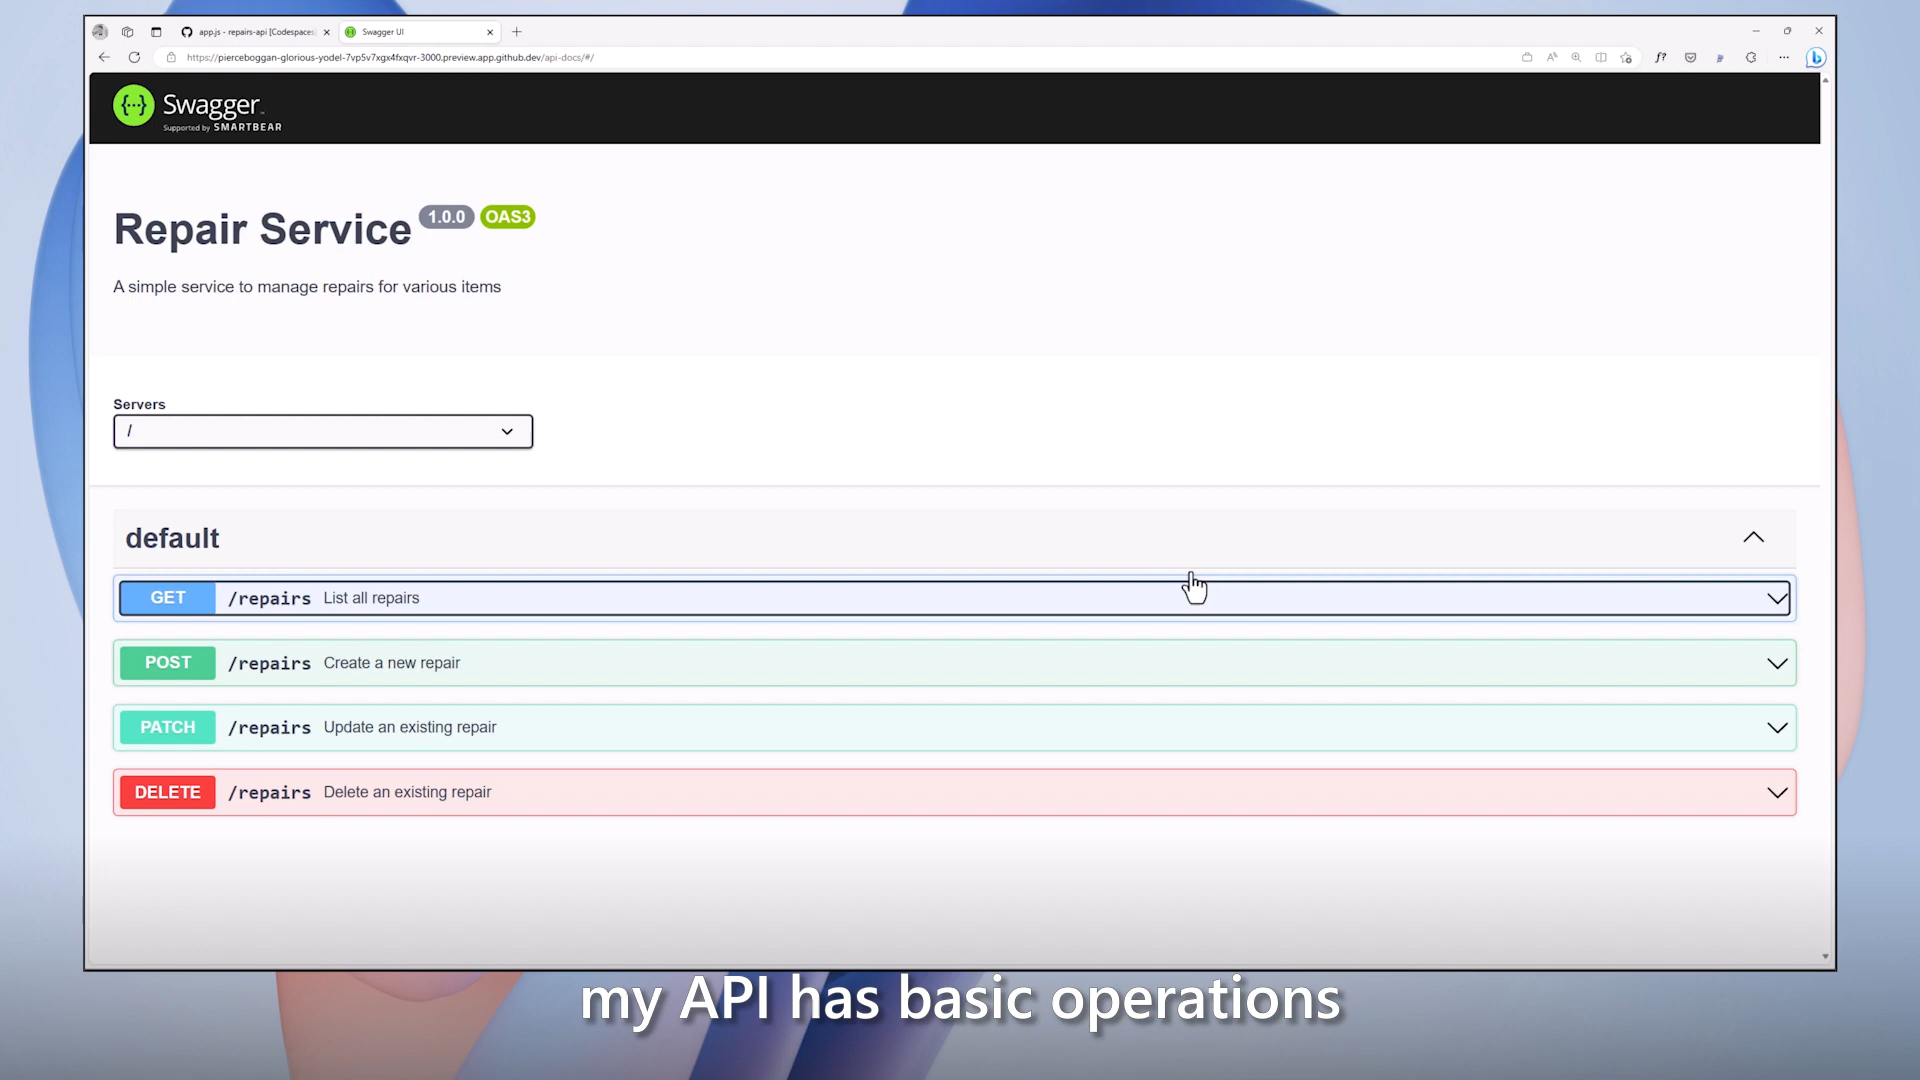 app.js - repairs-api [Codespaces
Swagger UI
https://pierceboggan-glorious-yodel-7vp5v7xgx4fxqvr-3000.preview.app.github.dev/api-docs/#/
Swagger
Supported by SMARTBEAR
Repair Service 1.0.0 OAS3
A simple service to manage repairs for various items
Servers
/
default
GET /repairs List all repairs
POST /repairs Create a new repair
PATCH /repairs Update an existing repair
DELETE /repairs Delete an existing repair
my API has basic operations